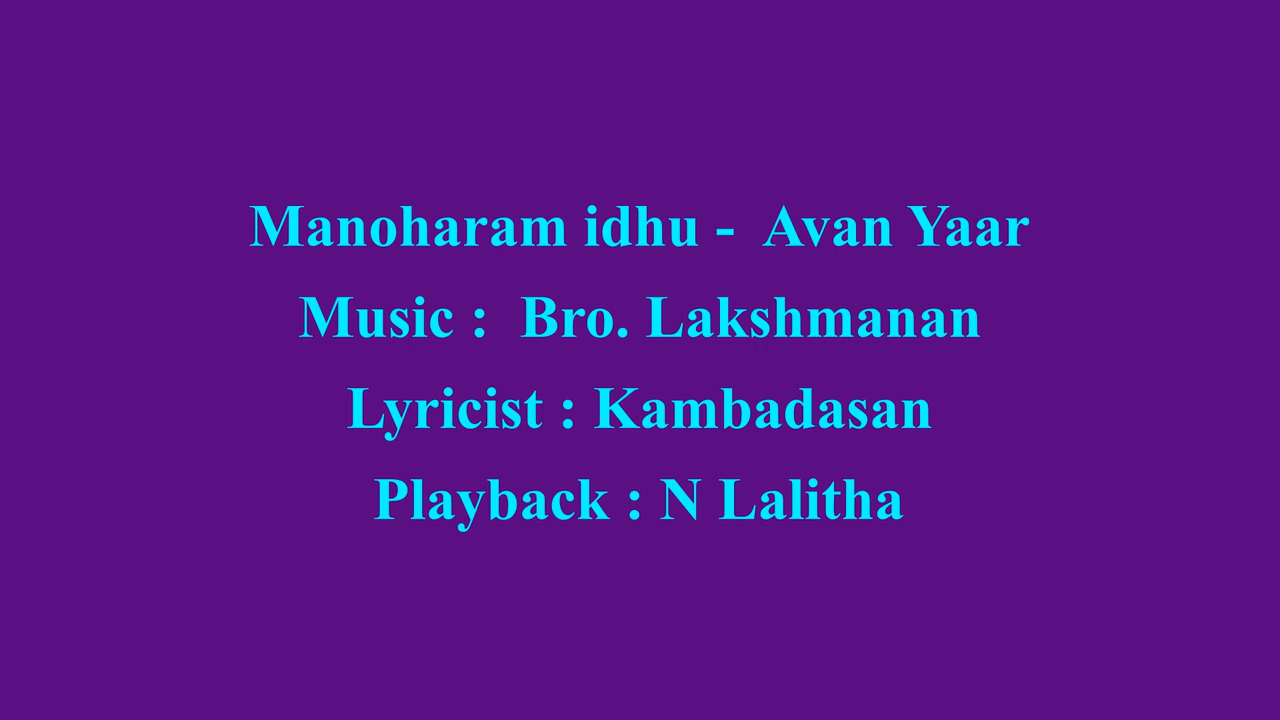 Manoharam idhu -  Avan Yaar
Music :  Bro. Lakshmanan
Lyricist : Kambadasan
Playback : N Lalitha